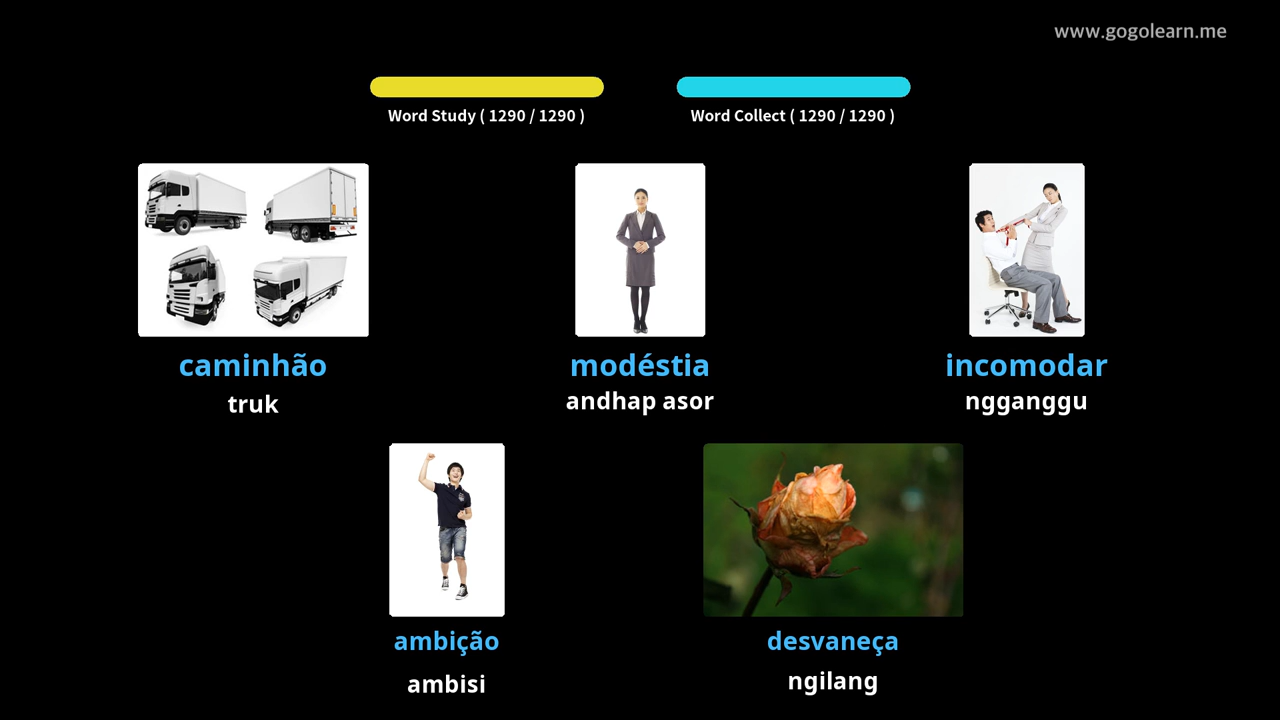 www.gogolearn.me
Word Study ( 1290 / 1290 )
Word Collect ( 1290 / 1290 )
caminhão
modéstia
incomodar
truk
andhap asor
ngganggu
ambição
desvaneça
ambisi
ngilang